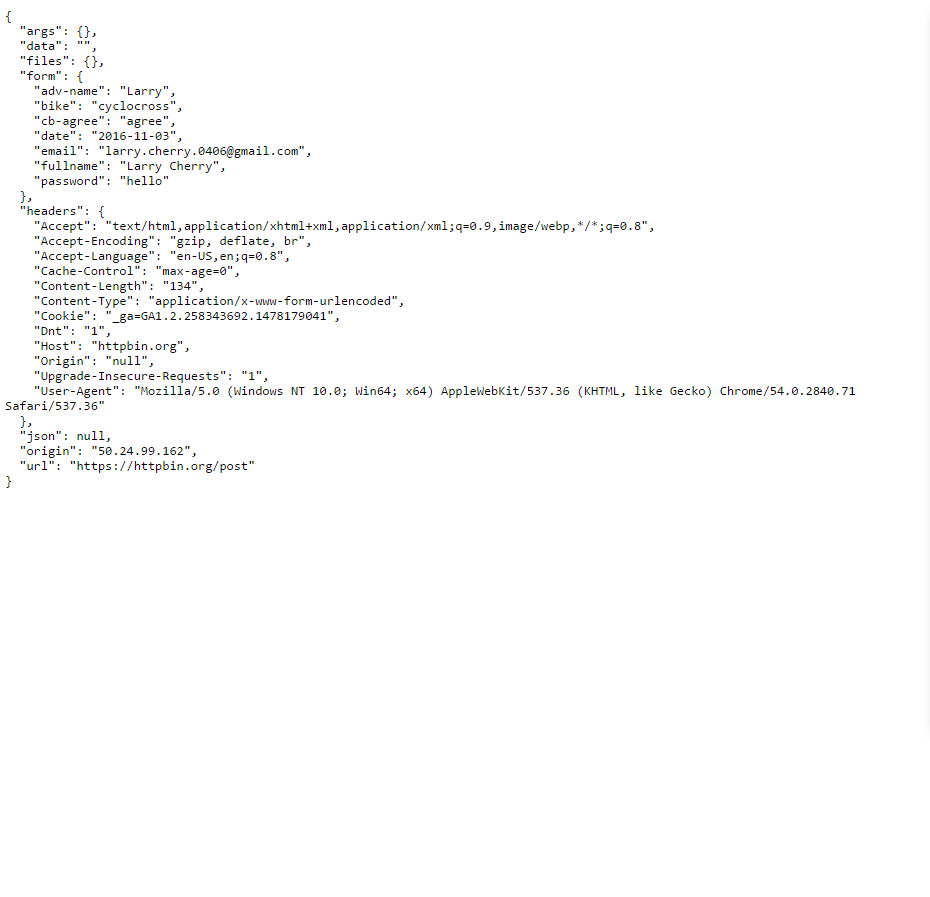 {
  "args": {},
  "data": "",
  "files": {},
  "form": {
    "adv-name": "Larry",
    "bike": "cyclocross",
    "cb-agree": "agree",
    "date": "2016-11-03",
    "email": "larry.cherry.0406@gmail.com",
    "fullname": "Larry Cherry",
    "password": "hello"
  },
  "headers": {
    "Accept": "text/html,application/xhtml+xml,application/xml;q=0.9,image/webp,*/*;q=0.8",
    "Accept-Encoding": "gzip, deflate, br",
    "Accept-Language": "en-US,en;q=0.8",
    "Cache-Control": "max-age=0",
    "Content-Length": "134",
    "Content-Type": "application/x-www-form-urlencoded",
    "Cookie": "_ga=GA1.2.258343692.1478179041",
    "Dnt": "1",
    "Host": "httpbin.org",
    "Origin": "null",
    "Upgrade-Insecure-Requests": "1",
    "User-Agent": "Mozilla/5.0 (Windows NT 10.0; Win64; x64) AppleWebKit/537.36 (KHTML, like Gecko) Chrome/54.0.2840.71
Safari/537.36"
  },
  "json": null,
  "origin": "50.24.99.162",
  "url": "https://httpbin.org/post"
}